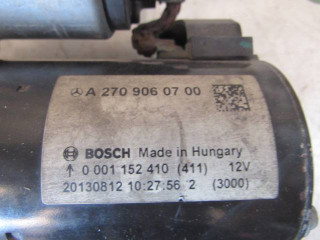 A 270 906 07 00
BOSCH Made in Hungary
↑ 0 001 152 410 (411) 12V
20130812 10:27:56 2 (3000)